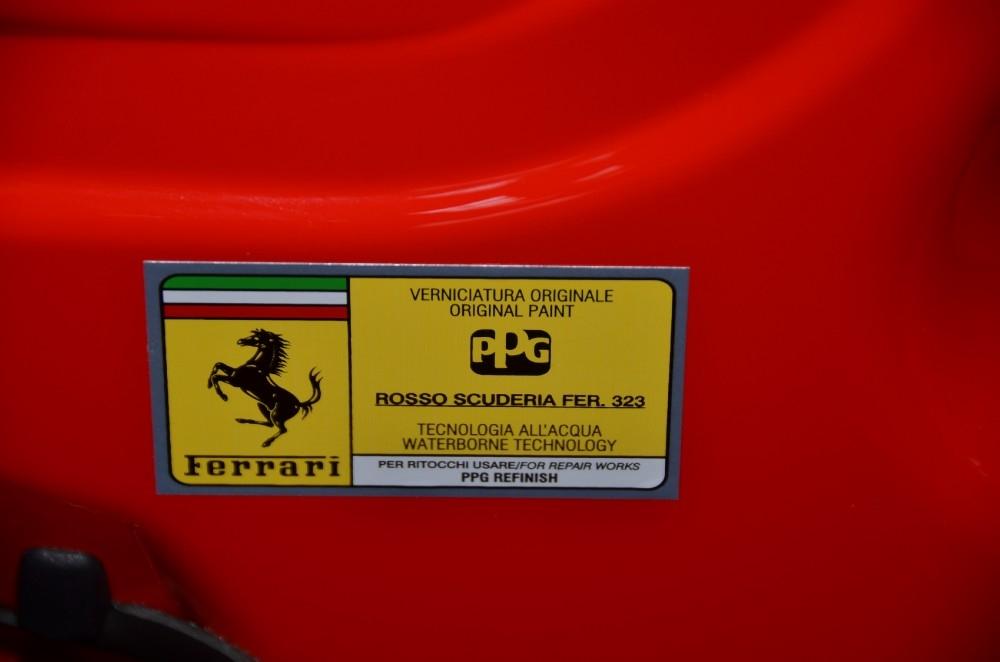 Ferrari
VERNICIATURA ORIGINALE
ORIGINAL PAINT
PPG
ROSSO SCUDERIA FER. 323
TECNOLOGIA ALL'ACQUA
WATERBORNE TECHNOLOGY
PER RITOCCHI USARE/FOR REPAIR WORKS
PPG REFINISH